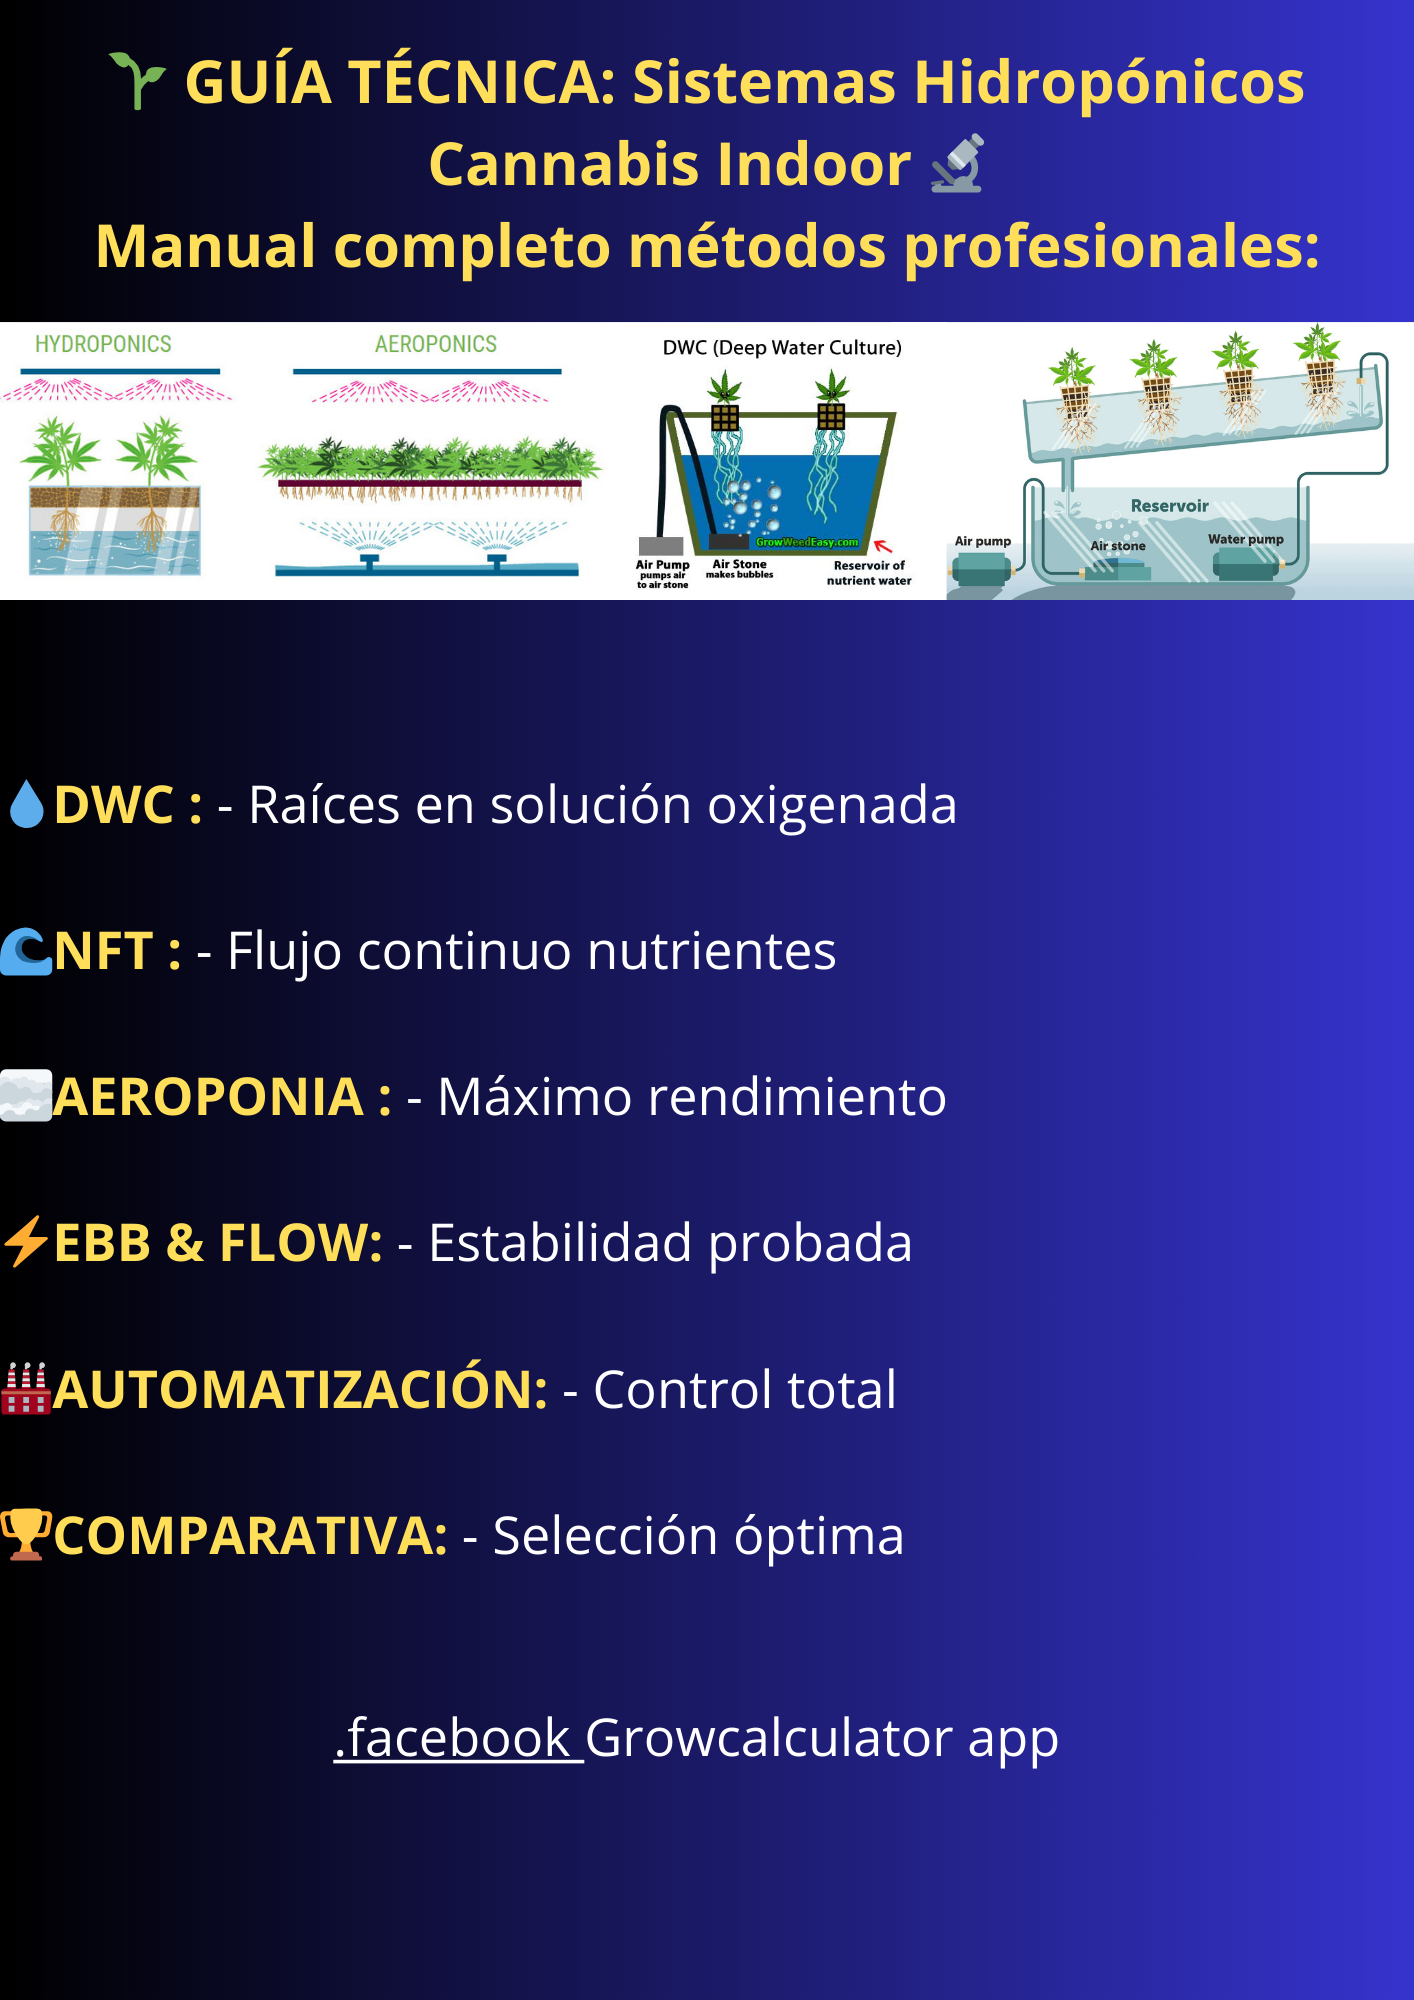 🌱 GUÍA TÉCNICA: Sistemas Hidropónicos
Cannabis Indoor 🔬
Manual completo métodos profesionales:
HYDROPONICS
AEROPONICS
DWC (Deep Water Culture)
GrowWeedEasy.com
Air Pump
pumps air
to air stone
Air Stone
makes bubbles
Reservoir of
nutrient water
Reservoir
Air pump
Air stone
Water pump
💧DWC : - Raíces en solución oxigenada
🌊NFT : - Flujo continuo nutrientes
🌫️AEROPONIA : - Máximo rendimiento
⚡EBB & FLOW: - Estabilidad probada
🏭AUTOMATIZACIÓN: - Control total
🏆COMPARATIVA: - Selección óptima
.facebook Growcalculator app